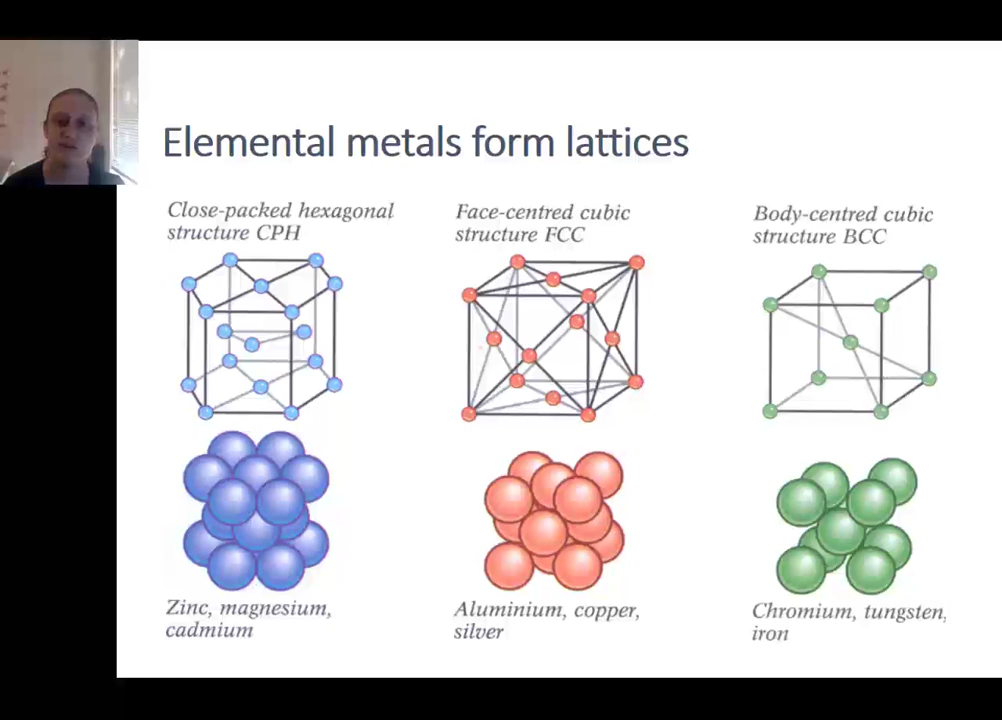 Elemental metals form lattices
Close-packed hexagonal
structure CPH
Face-centred cubic
structure FCC
Body-centred cubic
structure BCC
Zinc, magnesium,
cadmium
Aluminium, copper,
silver
Chromium, tungsten,
iron